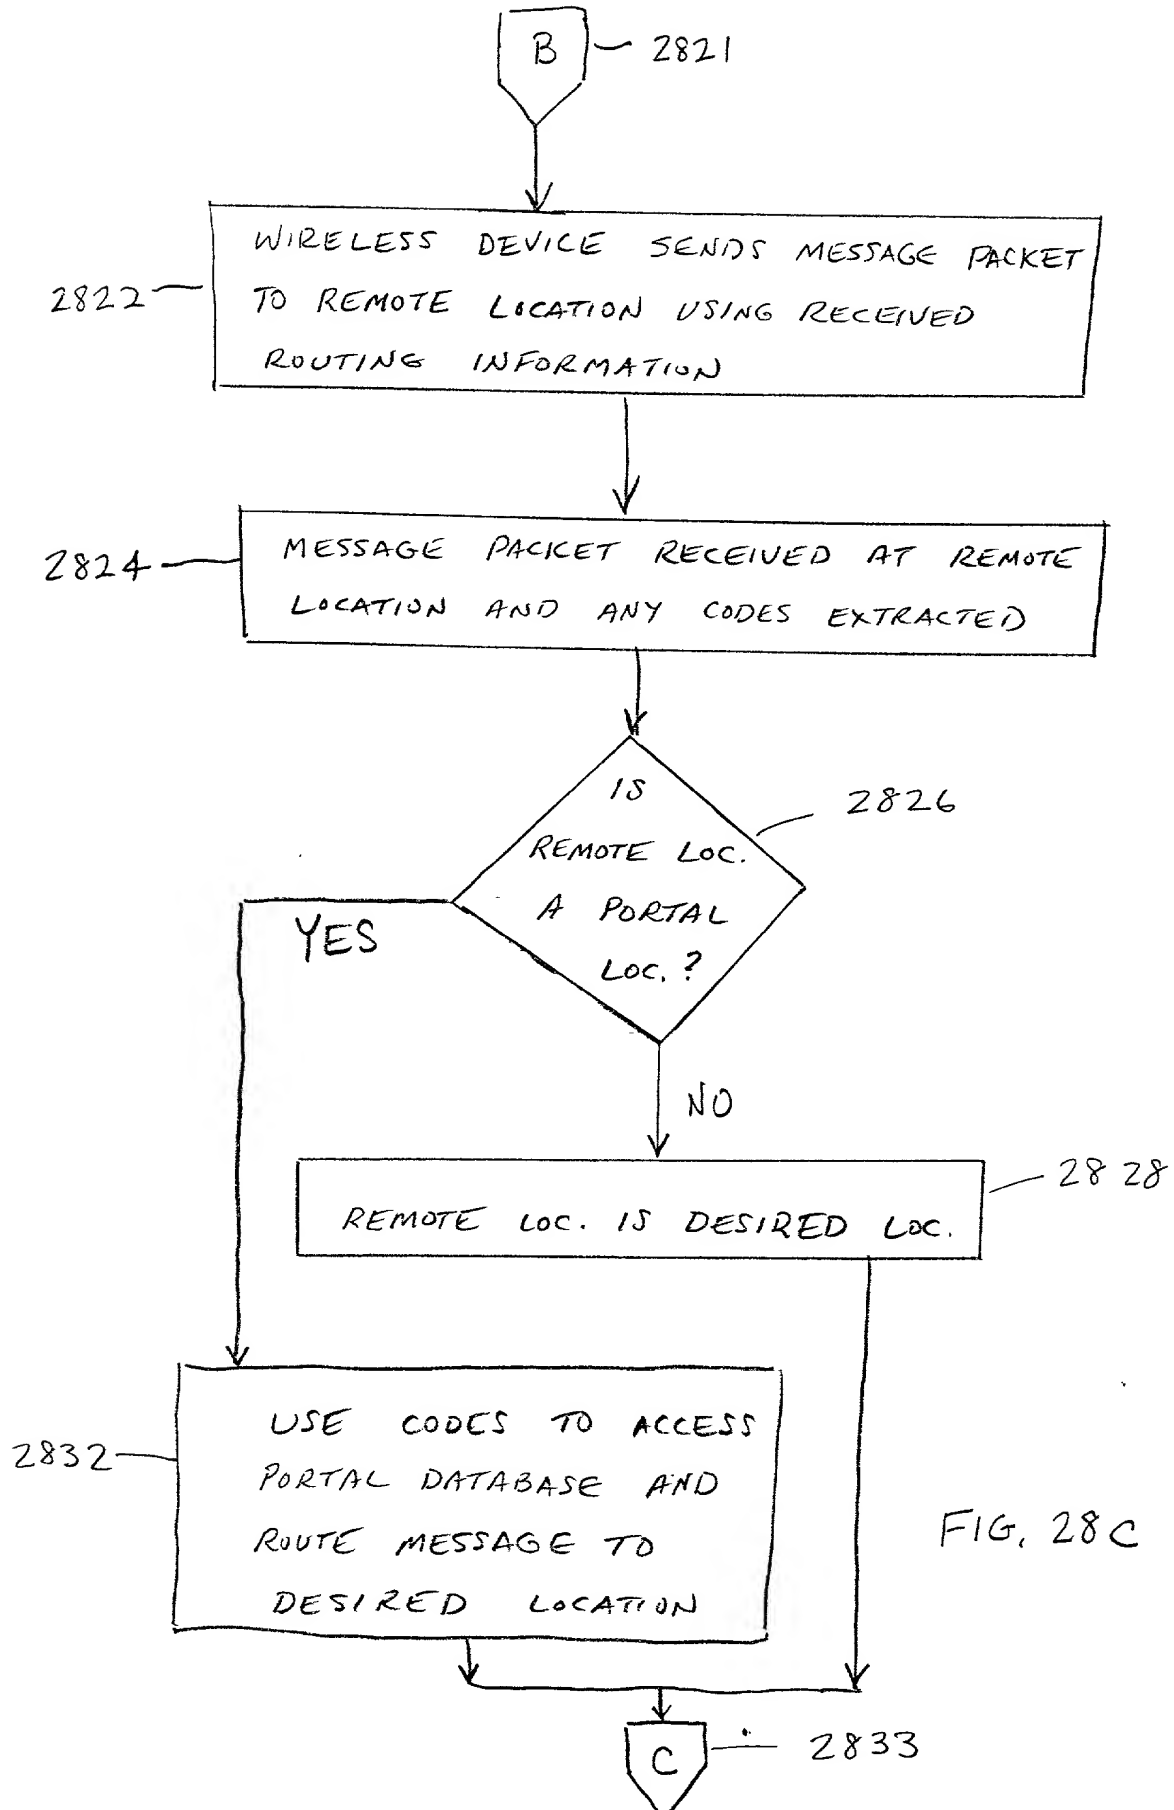 B 2821
WIRELESS DEVICE SENDS MESSAGE PACKET
2822 TO REMOTE LOCATION USING RECEIVED
ROUTING INFORMATION
2824 MESSAGE PACKET RECEIVED AT REMOTE
LOCATION AND ANY CODES EXTRACTED
IS
2826
REMOTE LOC.
A PORTAL
YES
LOC.?
NO
2828
REMOTE LOC. IS DESIRED LOC.
USE CODES TO ACCESS
2832
PORTAL DATABASE AND
ROUTE MESSAGE TO
DESIRED LOCATION
FIG. 28C
C 2833